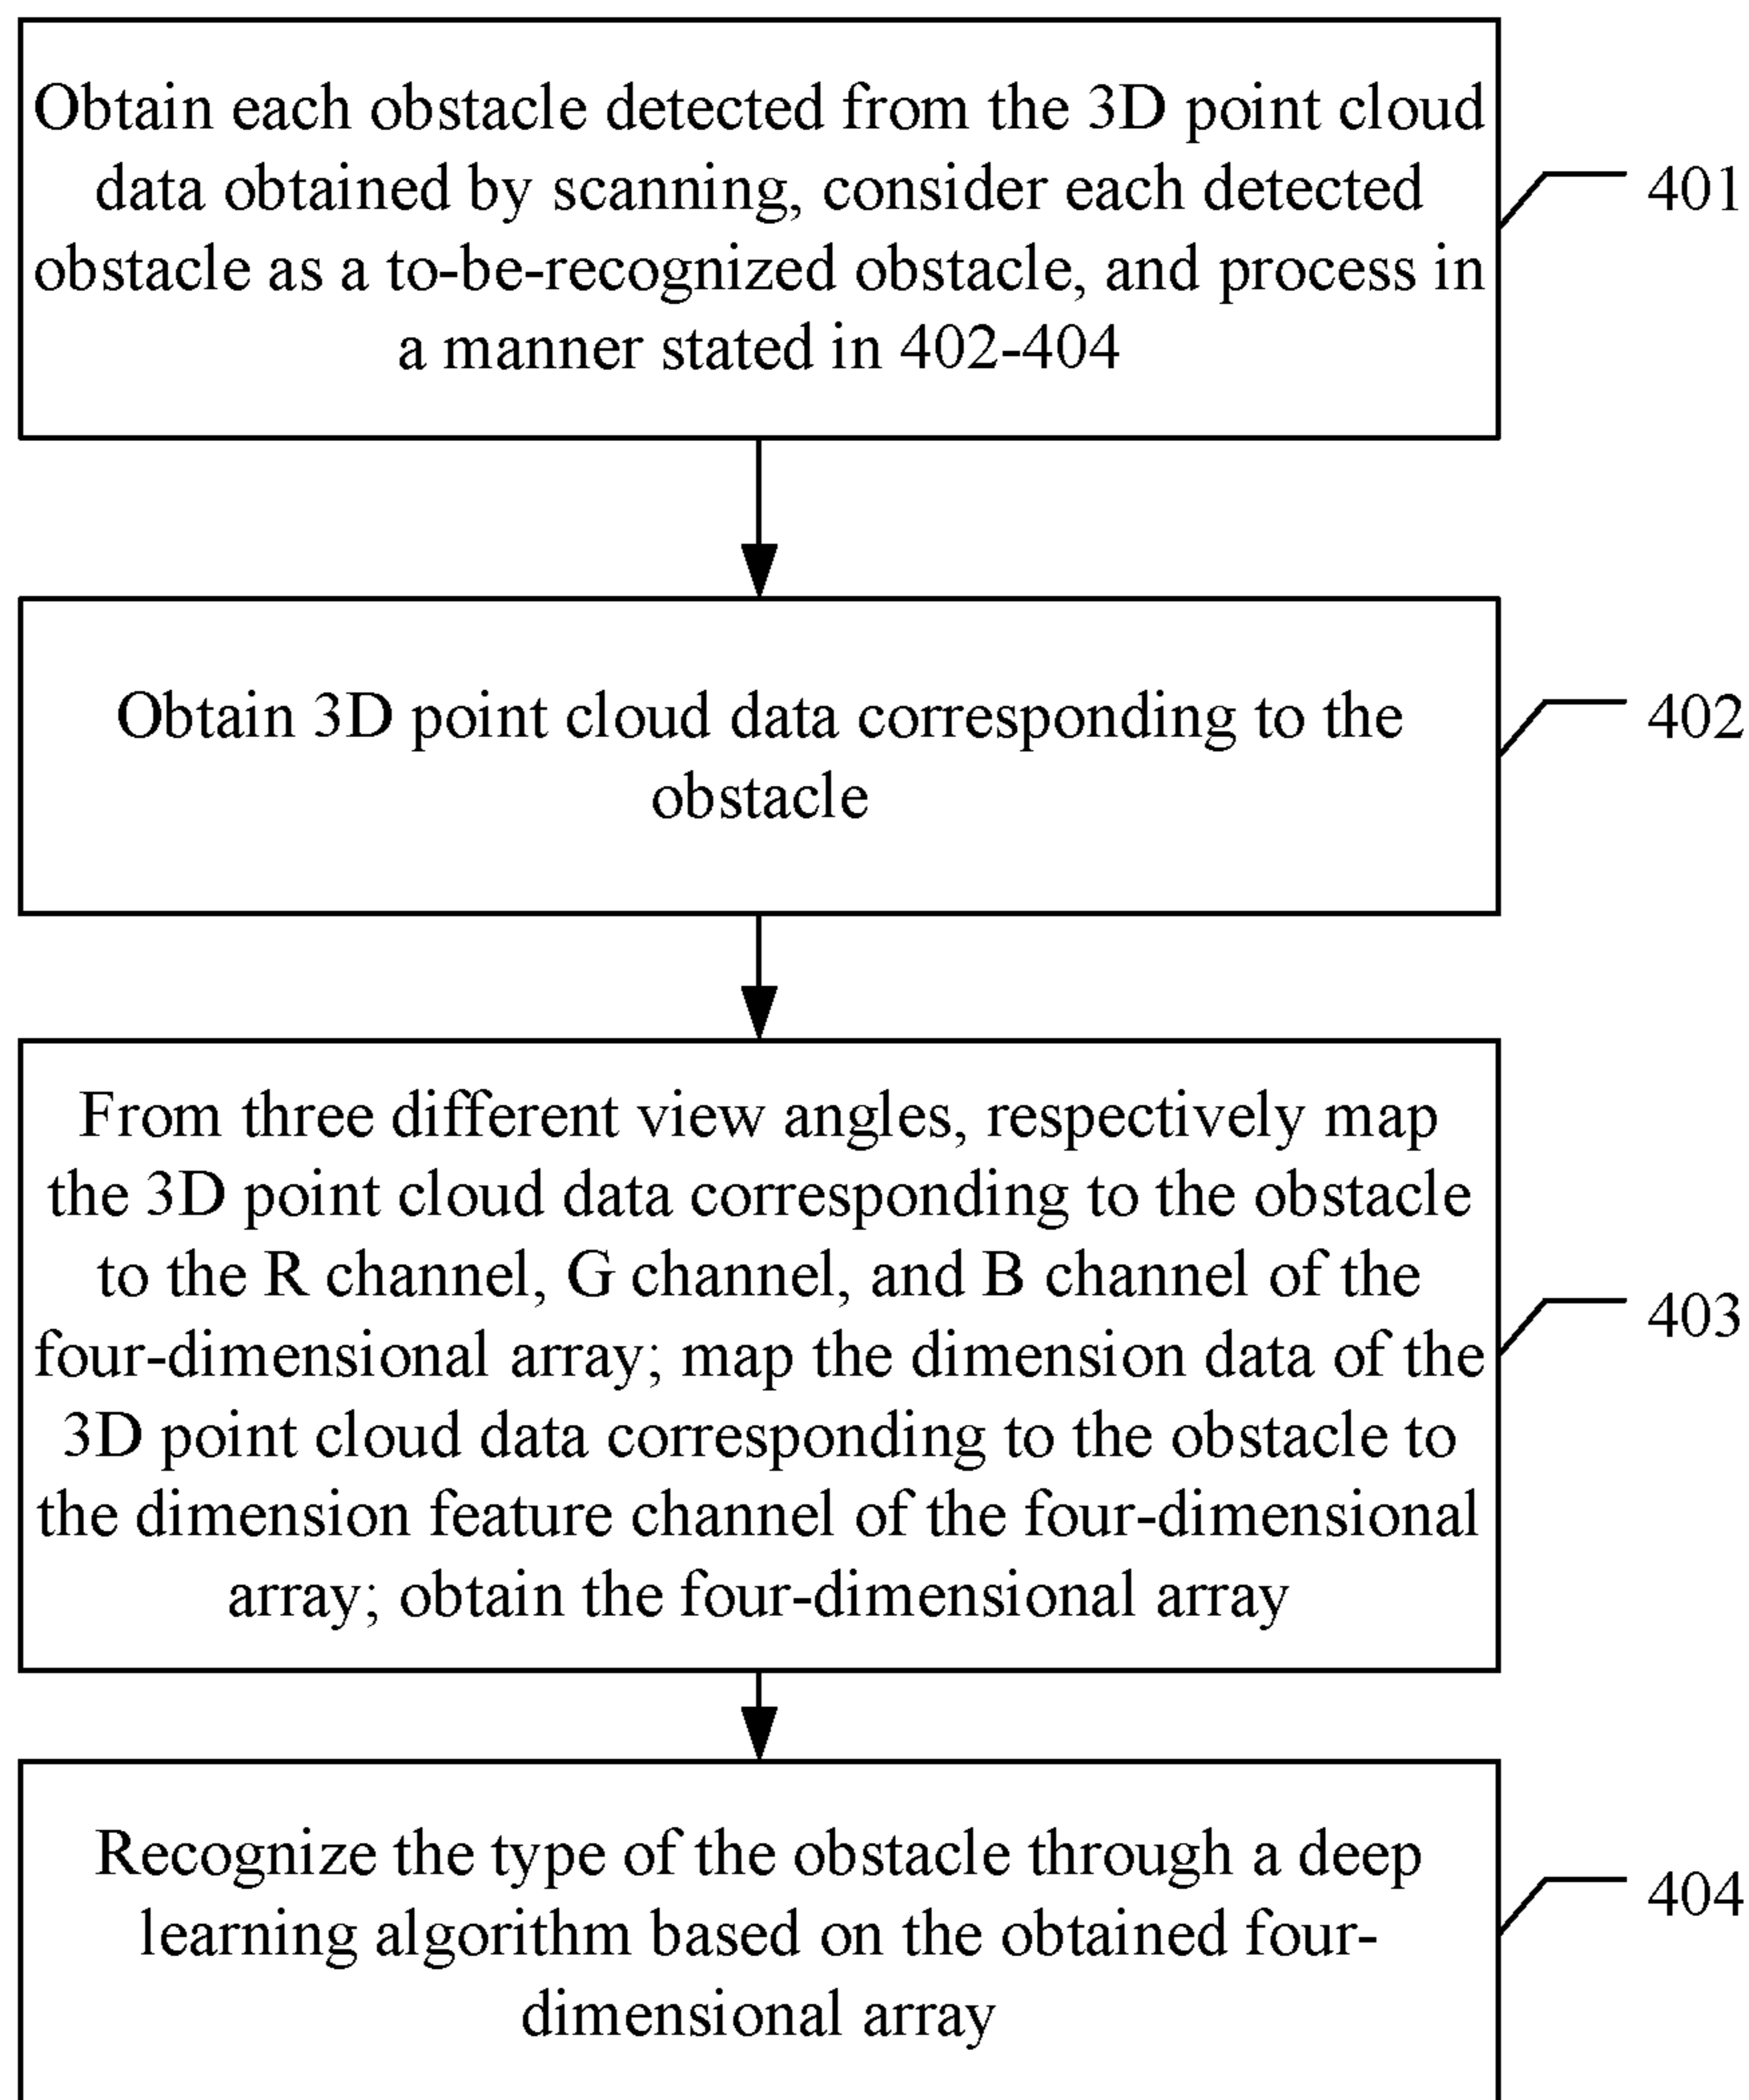 Obtain each obstacle detected from the 3D point cloud
data obtained by scanning, consider each detected
obstacle as a to-be-recognized obstacle, and process in
a manner stated in 402-404
401
Obtain 3D point cloud data corresponding to the
obstacle
402
From three different view angles, respectively map
the 3D point cloud data corresponding to the obstacle
to the R channel, G channel, and B channel of the
four-dimensional array; map the dimension data of the
3D point cloud data corresponding to the obstacle to
the dimension feature channel of the four-dimensional
array; obtain the four-dimensional array
403
Recognize the type of the obstacle through a deep
learning algorithm based on the obtained four-
dimensional array
404